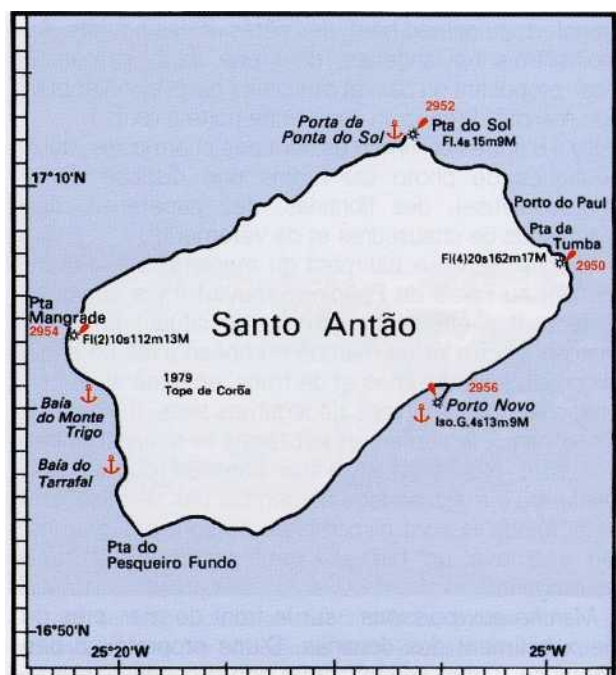 2952
Porta da
Ponta do Sol
Pta do Sol
Fl.4s15m9M
17°10'N
Porto do Paul
Pta da
Tumba
Fl(4)20s162m17M
2950
Pta
Mangrade
2954
Fl(2)10s112m13M
Santo Antão
1979
Tope de Corôa
2956
Porto Novo
Iso.G.4s13m9M
Baía
do Monte
Trigo
Baía do
Tarrafal
Pta do
Pesqueiro Fundo
16°50'N
25°20'W
25°W